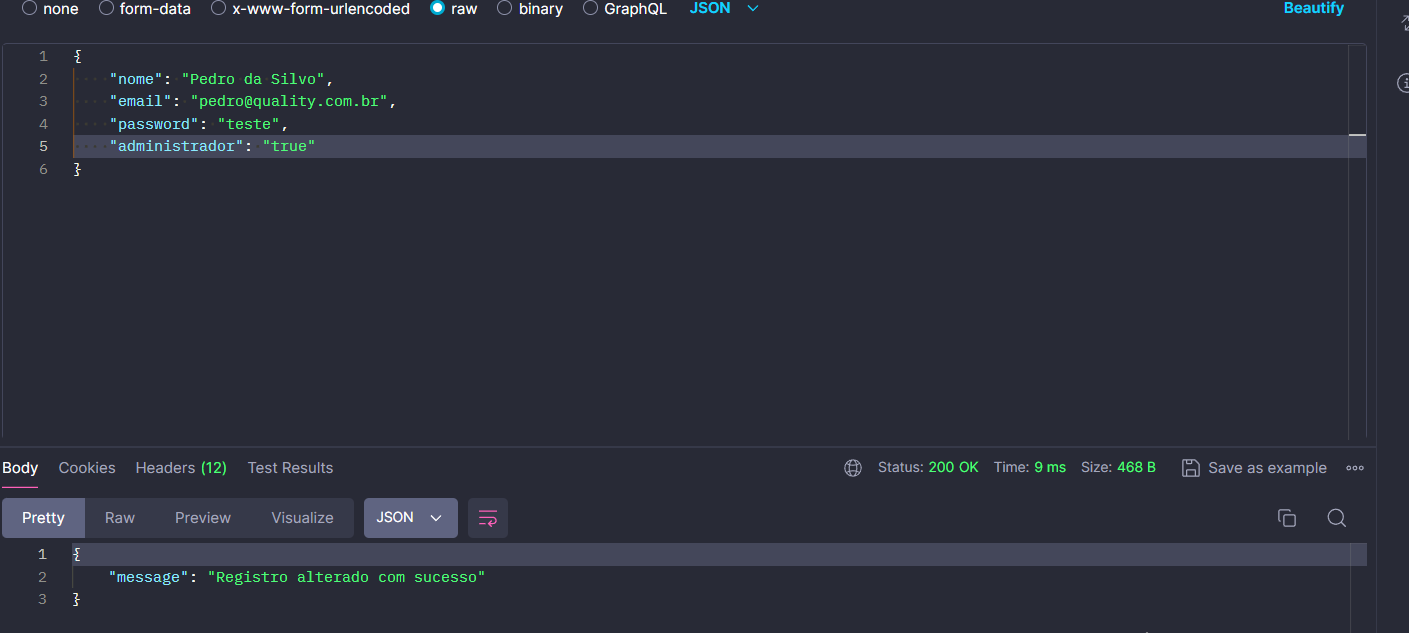 none form-data x-www-form-urlencoded raw binary GraphQL JSON Beautify
1 {
2 "nome": "Pedro da Silvo",
3 "email": "pedro@quality.com.br",
4 "password": "teste",
5 "administrador": "true"
6 }
Body Cookies Headers (12) Test Results Status: 200 OK Time: 9 ms Size: 468 B Save as example
Pretty Raw Preview Visualize JSON
1 {
2 "message": "Registro alterado com sucesso"
3 }